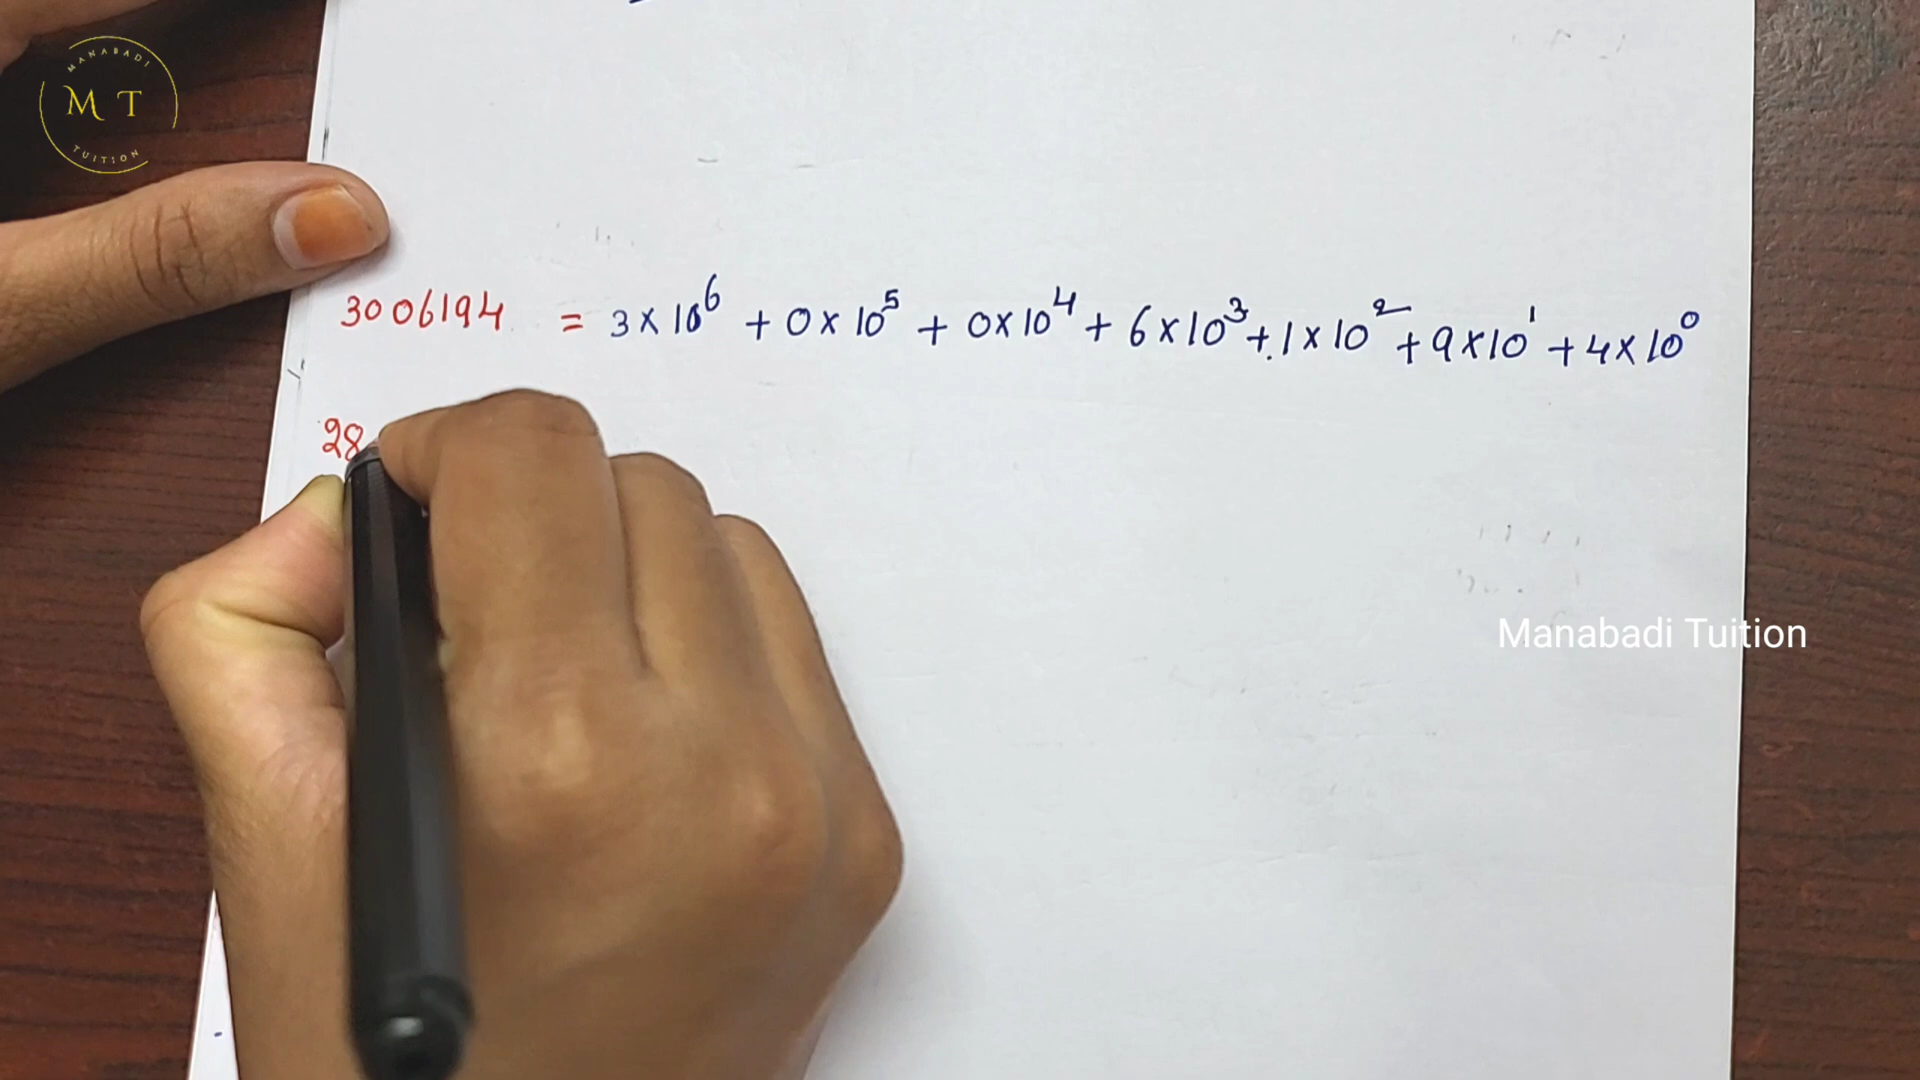 MANABADI
M T
TUITION
3006194 = 3 × 10⁶ + 0 × 10⁵ + 0 × 10⁴ + 6 × 10³ + 1 × 10² + 9 × 10¹ + 4 × 10⁰
28
Manabadi Tuition